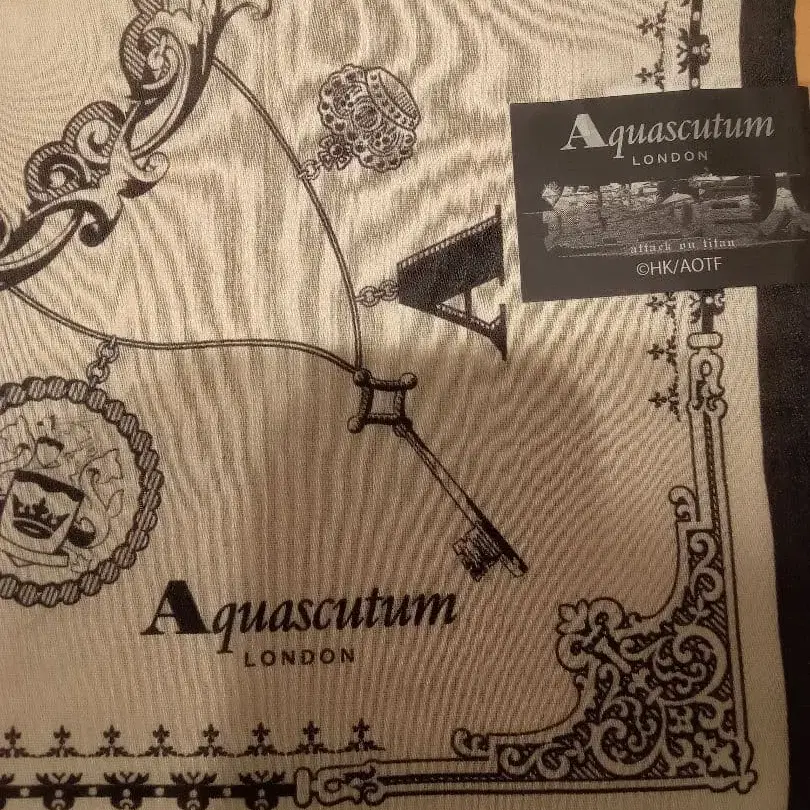 Aquascutum
LONDON
attack on titan
©HK/AOTF
A
Aquascutum
LONDON